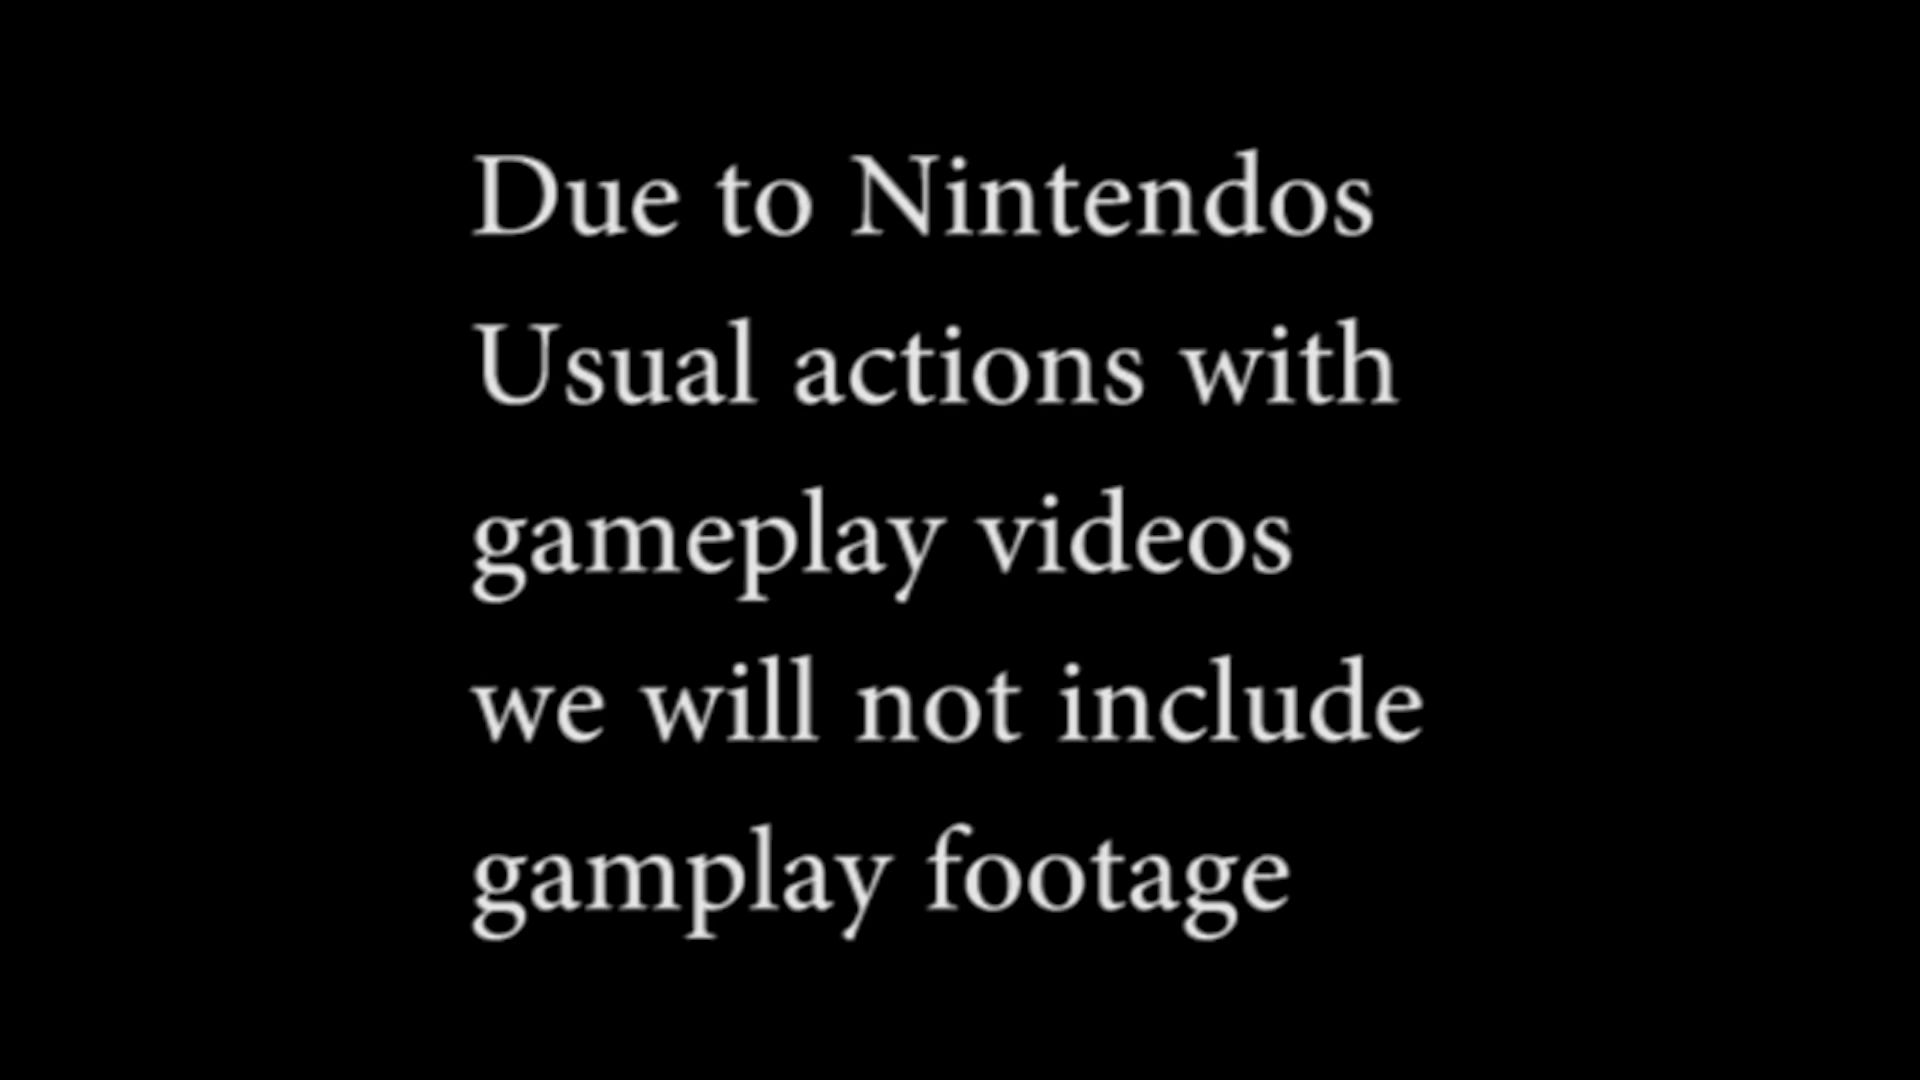 Due to Nintendos
Usual actions with
gameplay videos
we will not include
gamplay footage